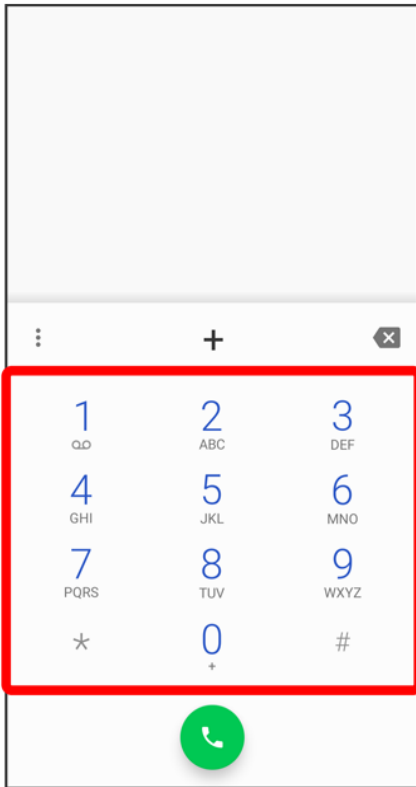 +
1 2 3
ABC DEF
4 5 6
GHI JKL MNO
7 8 9
PQRS TUV WXYZ
* 0 #
+